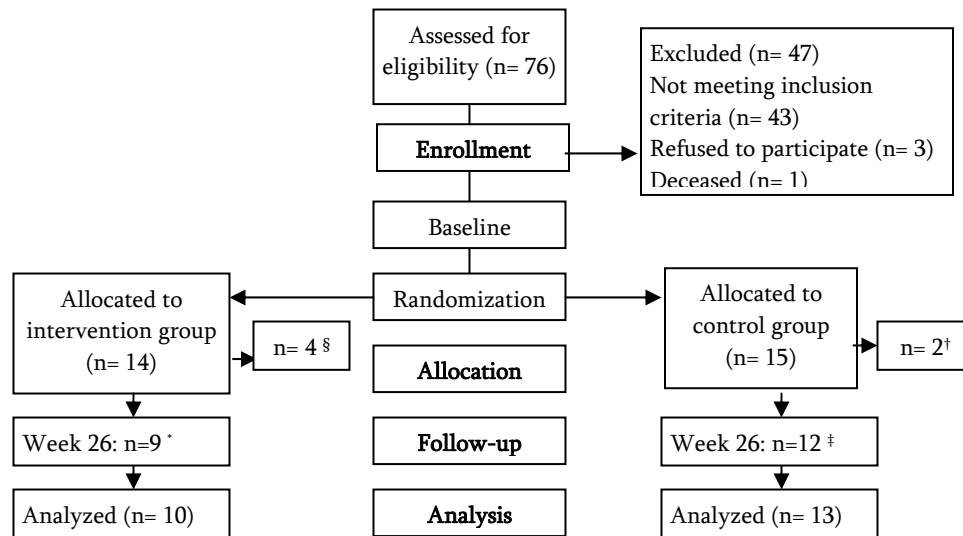 Assessed for
eligibility (n= 76)
Excluded (n= 47)
Not meeting inclusion
criteria (n= 43)
Refused to participate (n= 3)
Deceased (n= 1)
Enrollment
Baseline
Randomization
Allocated to
intervention group
(n= 14)
n= 4 §
Allocated to
control group
(n= 15)
n= 2†
Allocation
Week 26: n=9 *
Follow-up
Week 26: n=12 ‡
Analyzed (n= 10)
Analysis
Analyzed (n= 13)